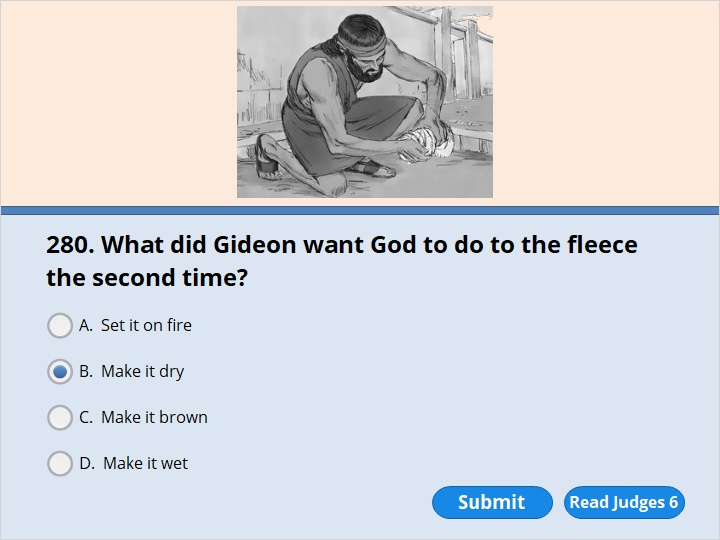 280. What did Gideon want God to do to the fleece
the second time?
A. Set it on fire
B. Make it dry
C. Make it brown
D. Make it wet
Submit
Read Judges 6